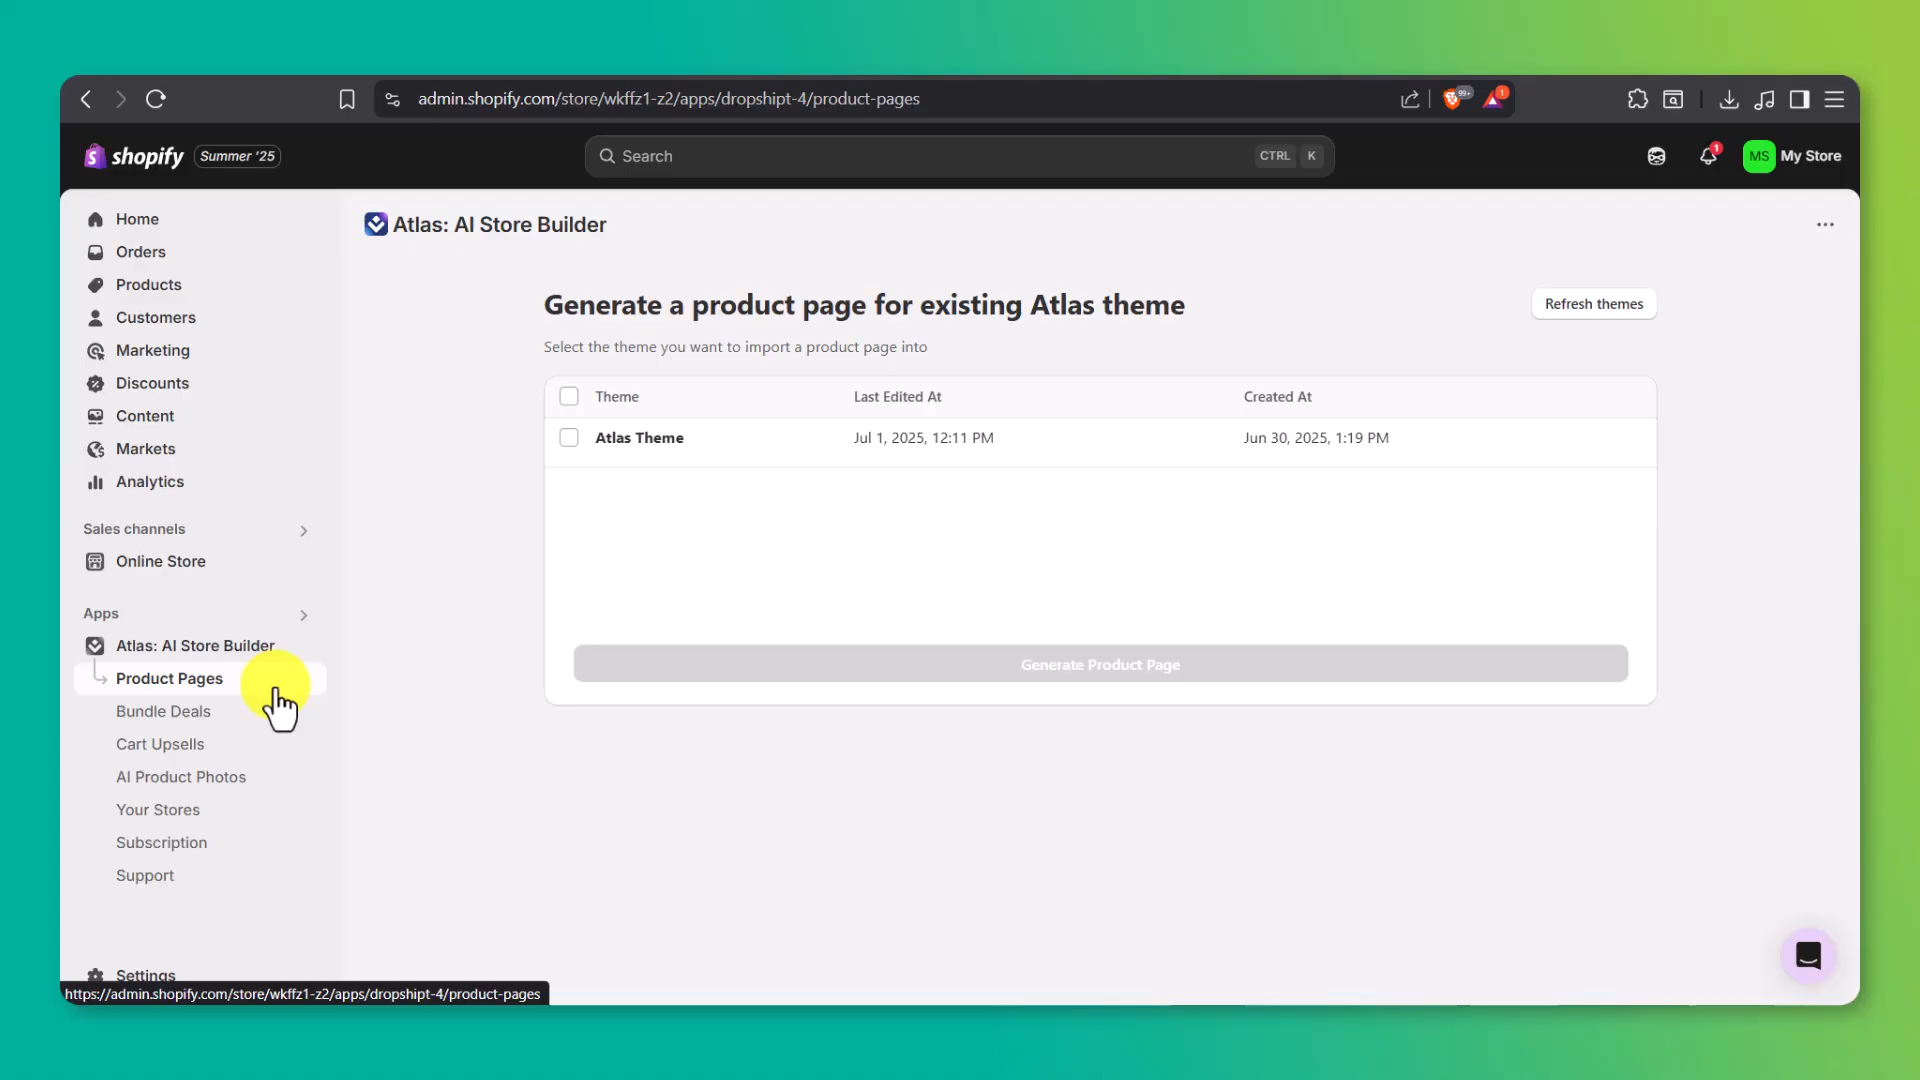 admin.shopify.com/store/wkffz1-z2/apps/dropshipt-4/product-pages
99+
1
shopify
Summer '25
Search
CTRL K
1
MS
My Store
Home
Orders
Products
Customers
Marketing
Discounts
Content
Markets
Analytics
Sales channels
Online Store
Apps
Atlas: AI Store Builder
Product Pages
Bundle Deals
Cart Upsells
AI Product Photos
Your Stores
Subscription
Support
Settings
https://admin.shopify.com/store/wkffz1-z2/apps/dropshipt-4/product-pages
Atlas: AI Store Builder
Generate a product page for existing Atlas theme
Refresh themes
Select the theme you want to import a product page into
Theme Last Edited At Created At
Atlas Theme Jul 1, 2025, 12:11 PM Jun 30, 2025, 1:19 PM
Generate Product Page